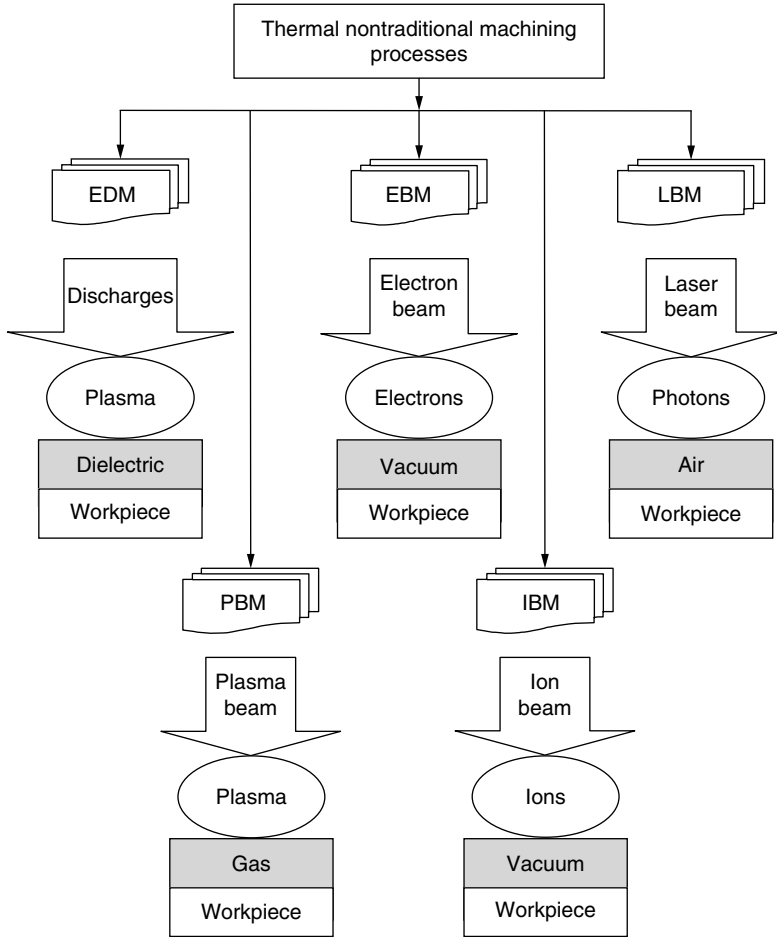 Thermal nontraditional machining
processes
EDM
EBM
LBM
Discharges
Electron
beam
Laser
beam
Plasma
Electrons
Photons
Dielectric
Vacuum
Air
Workpiece
Workpiece
Workpiece
PBM
IBM
Plasma
beam
Ion
beam
Plasma
Ions
Gas
Vacuum
Workpiece
Workpiece